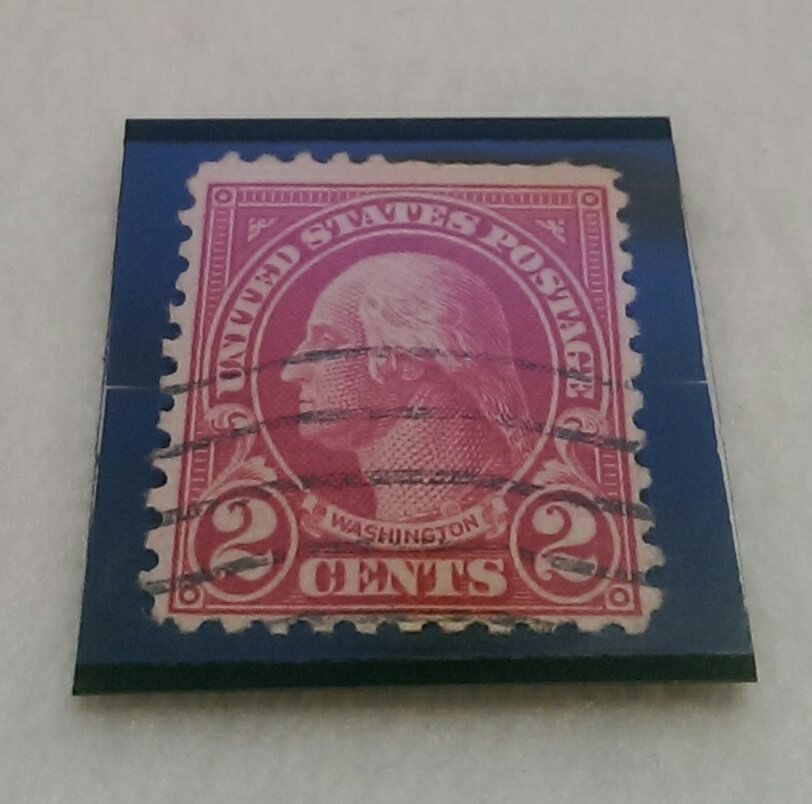 UNITED STATES POSTAGE
WASHINGTON
2 CENTS 2